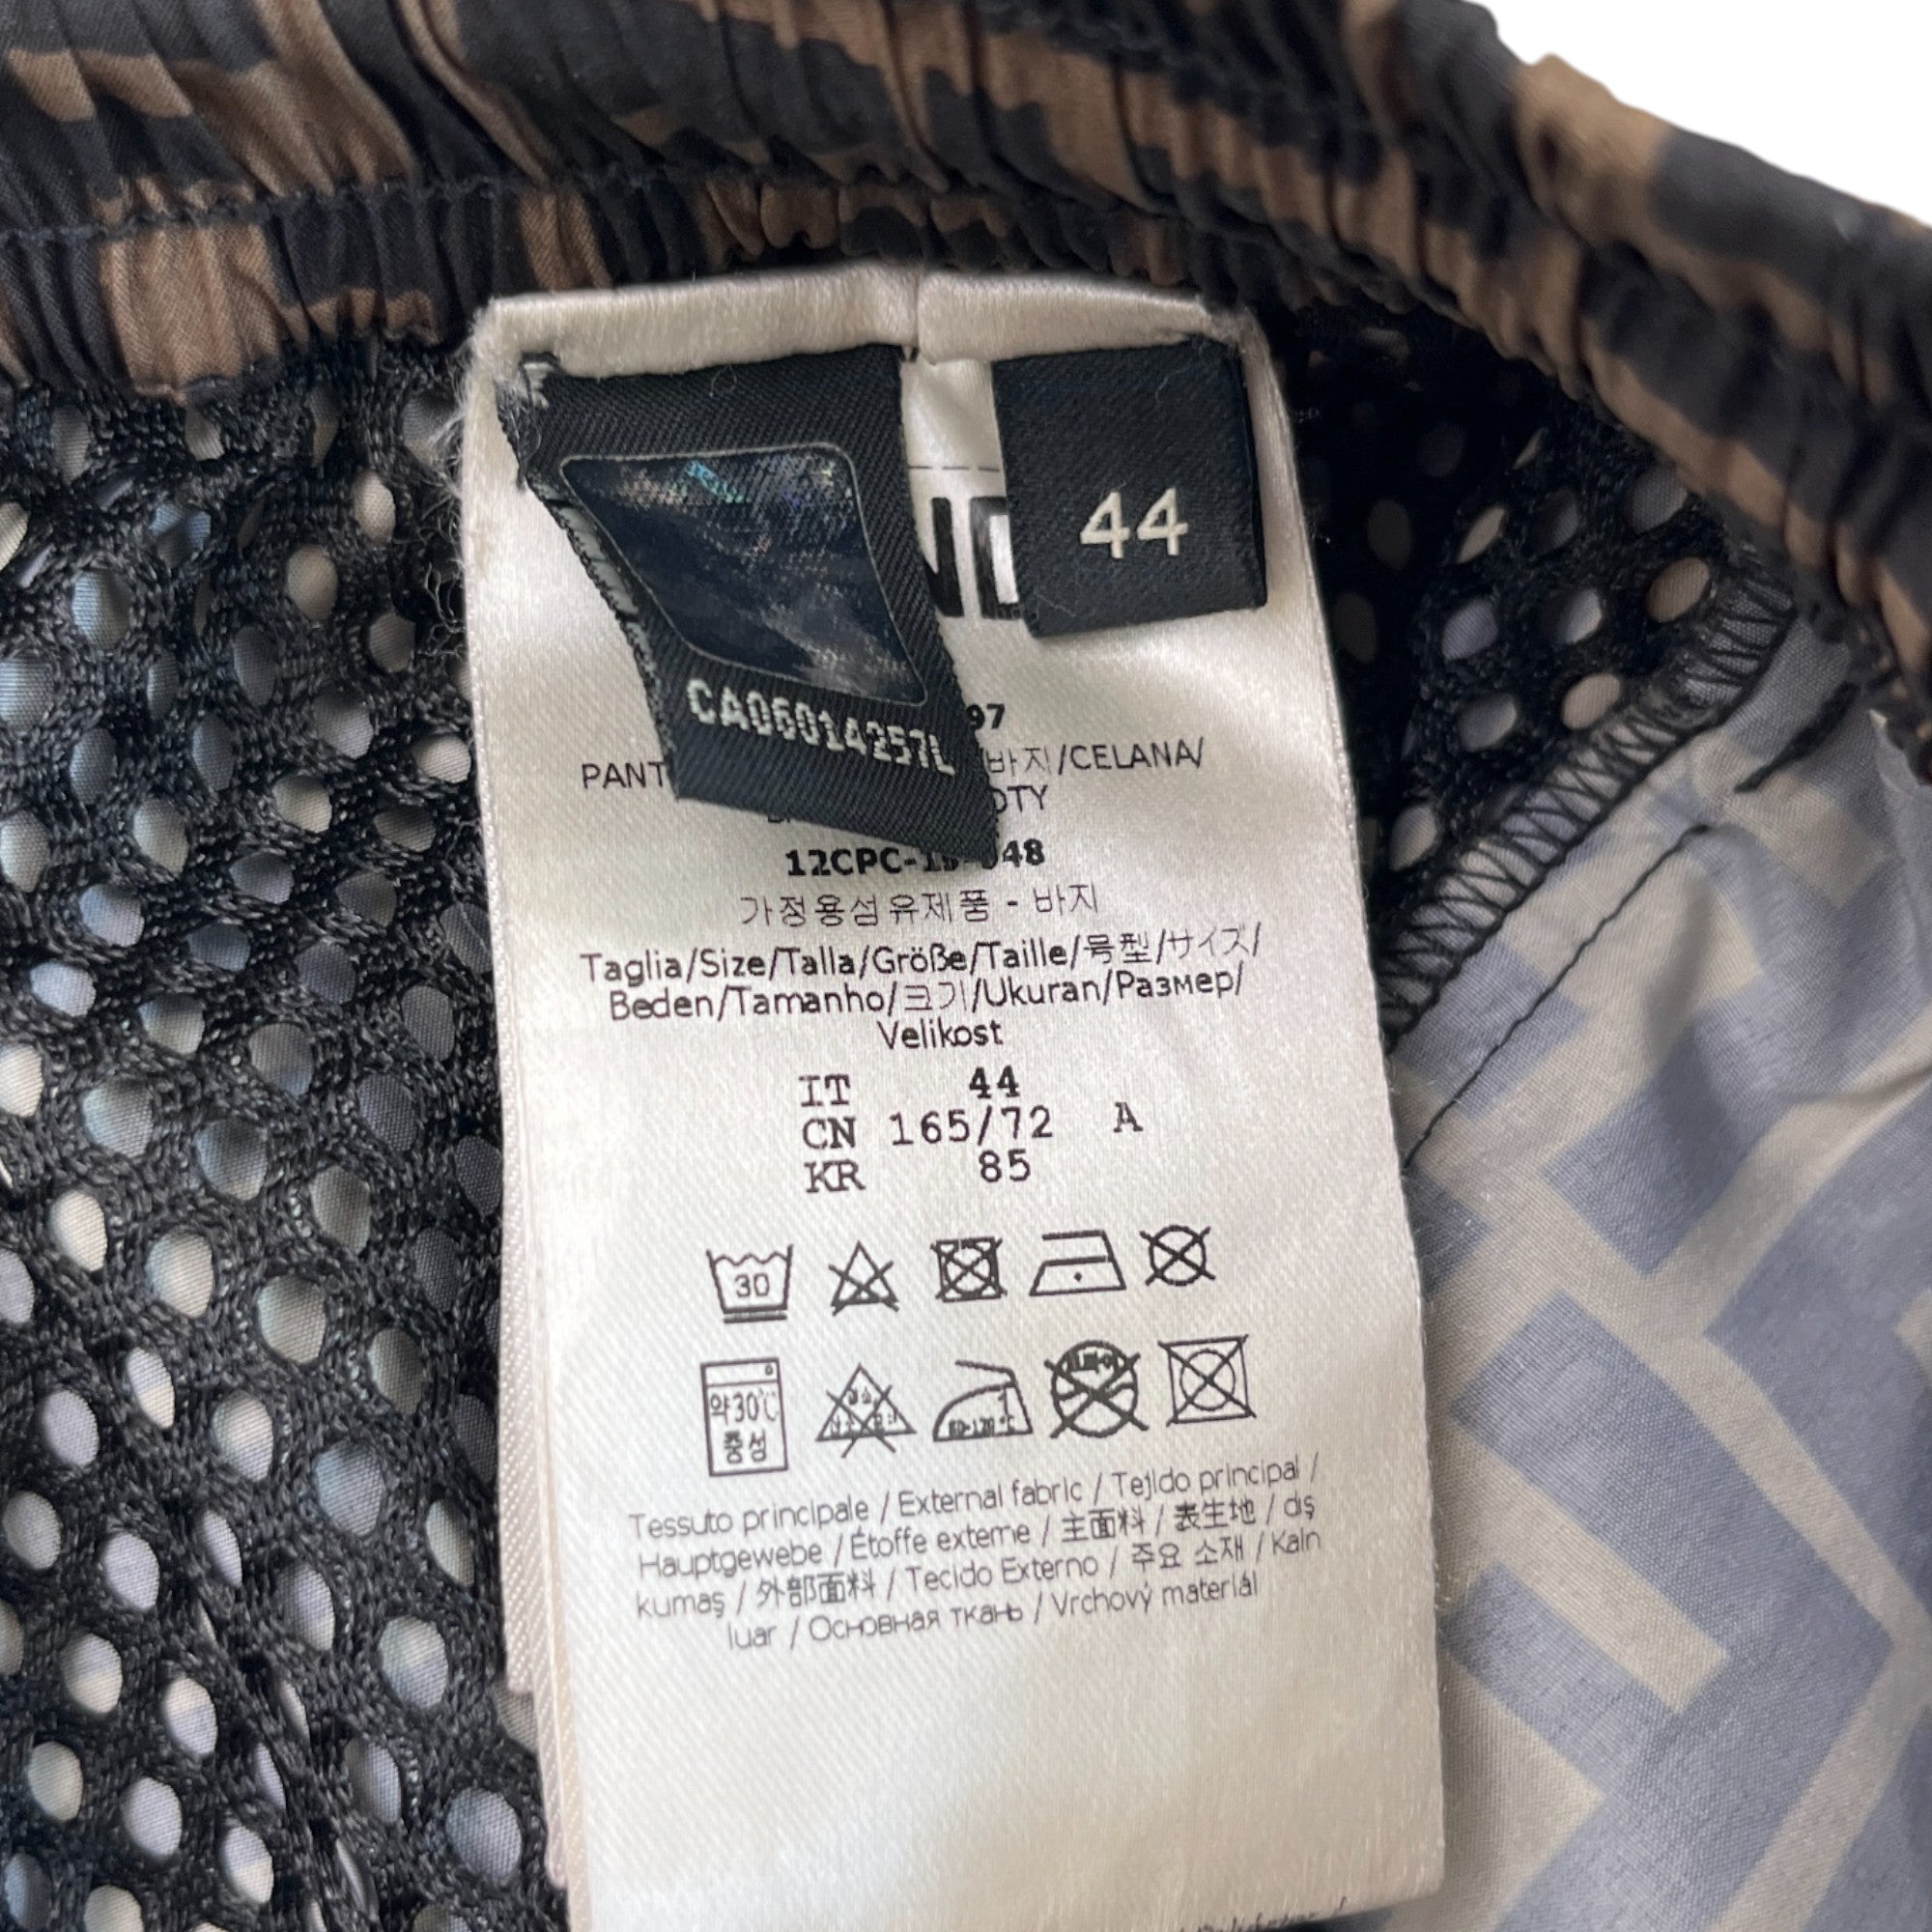 44
CA06014257L
97
PANT 바지/CELANA/
OTY
12CPC- 048
가정용섬유제품 - 바지
Taglia/Size/Talla/Größe/Taille/号型/サイズ/
Beden/Tamanho/크기/Ukuran/Размер/
Velikost
IT 44
CN 165/72 A
KR 85
30
약30℃
중성
80-120℃
Tessuto principale / External fabric / Tejido principal /
Hauptgewebe / Étoffe externe / 主面料 / 表生地 / dış
kumaş / 外部面料 / Tecido Externo / 주요 소재 / Kain
luar / Основная ткань / Vrchový materiál